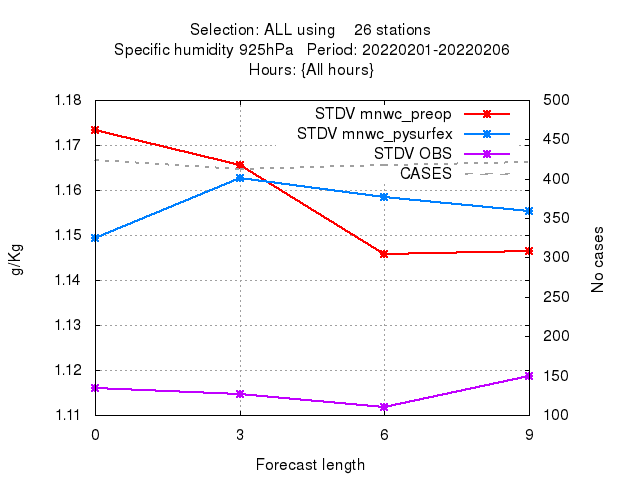 Selection: ALL using    26 stations
Specific humidity 925hPa   Period: 20220201-20220206
Hours: {All hours}
STDV mnwc_preop
STDV mnwc_pysurfex
STDV OBS
CASES
1.18
1.17
1.16
1.15
1.14
1.13
1.12
1.11
g/Kg
500
450
400
350
300
250
200
150
100
No cases
0 3 6 9
Forecast length